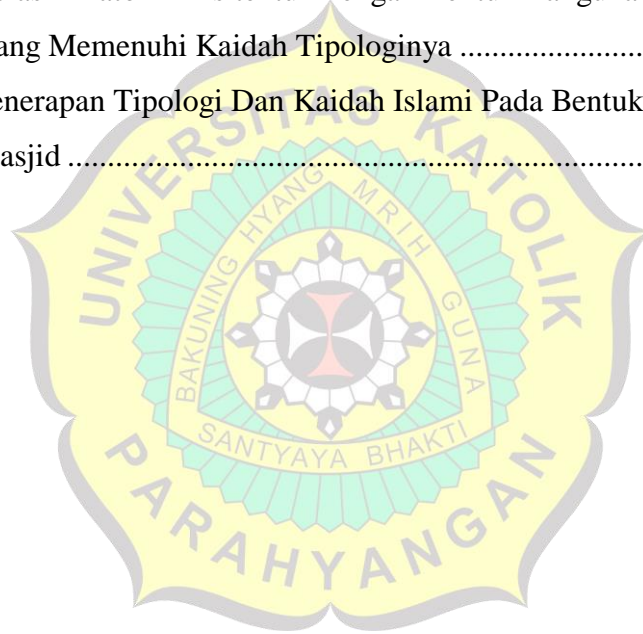 ang Memenuhi Kaidah Tipologinya ......................
enerapan Tipologi Dan Kaidah Islami Pada Bentuk
asjid ....................................................................
UNIVERSITAS KATOLIK
PARAHYANGAN
BAKUNING HYANG MRIH GUNA
SANTYAYA BHAKTI